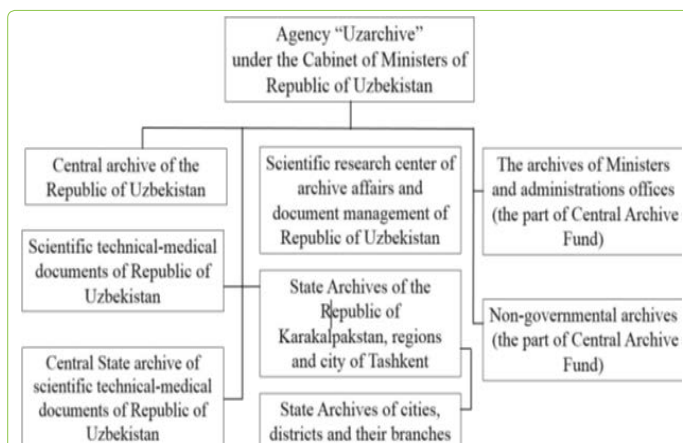 Agency “Uzarchive”
under the Cabinet of Ministers of
Republic of Uzbekistan
Central archive of the
Republic of Uzbekistan
Scientific research center of
archive affairs and
document management of
Republic of Uzbekistan
The archives of Ministers
and administrations offices
(the part of Central Archive
Fund)
Scientific technical-medical
documents of Republic of
Uzbekistan
State Archives of the
Republic of
Karakalpakstan, regions
and city of Tashkent
Non-governmental archives
(the part of Central Archive
Fund)
Central State archive of
scientific technical-medical
documents of Republic of
Uzbekistan
State Archives of cities,
districts and their branches